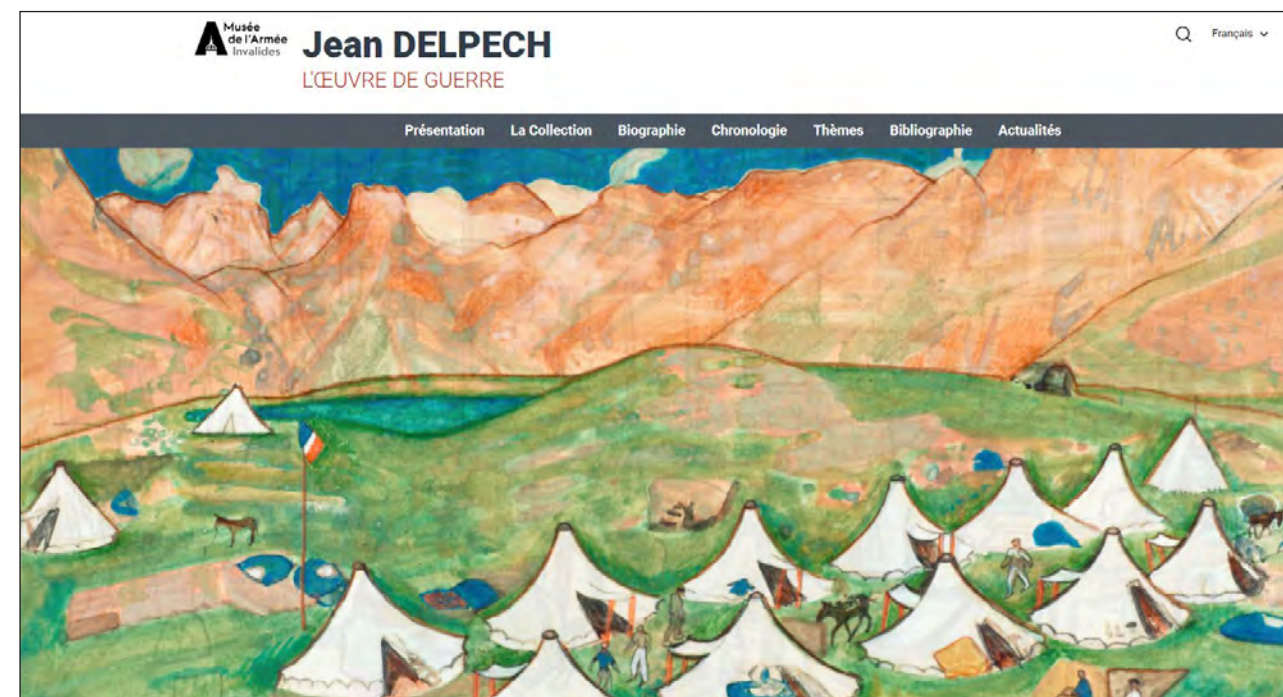 Musée
de l'Armée
Invalides
Jean DELPECH
L'ŒUVRE DE GUERRE
Français
Présentation La Collection Biographie Chronologie Thèmes Bibliographie Actualités